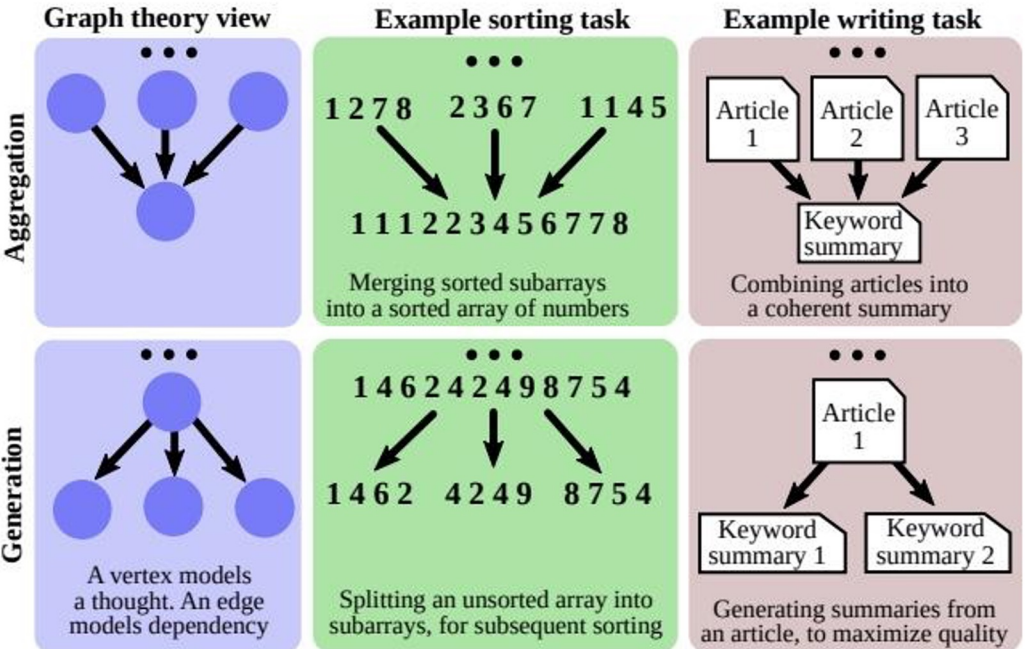 Graph theory view
Example sorting task
Example writing task
Aggregation
1 2 7 8
2 3 6 7
1 1 4 5
1 1 1 2 2 3 4 5 6 7 7 8
Merging sorted subarrays
into a sorted array of numbers
Article
1
Article
2
Article
3
Keyword
summary
Combining articles into
a coherent summary
Generation
A vertex models
a thought. An edge
models dependency
1 4 6 2 4 2 4 9 8 7 5 4
1 4 6 2
4 2 4 9
8 7 5 4
Splitting an unsorted array into
subarrays, for subsequent sorting
Article
1
Keyword
summary 1
Keyword
summary 2
Generating summaries from
an article, to maximize quality